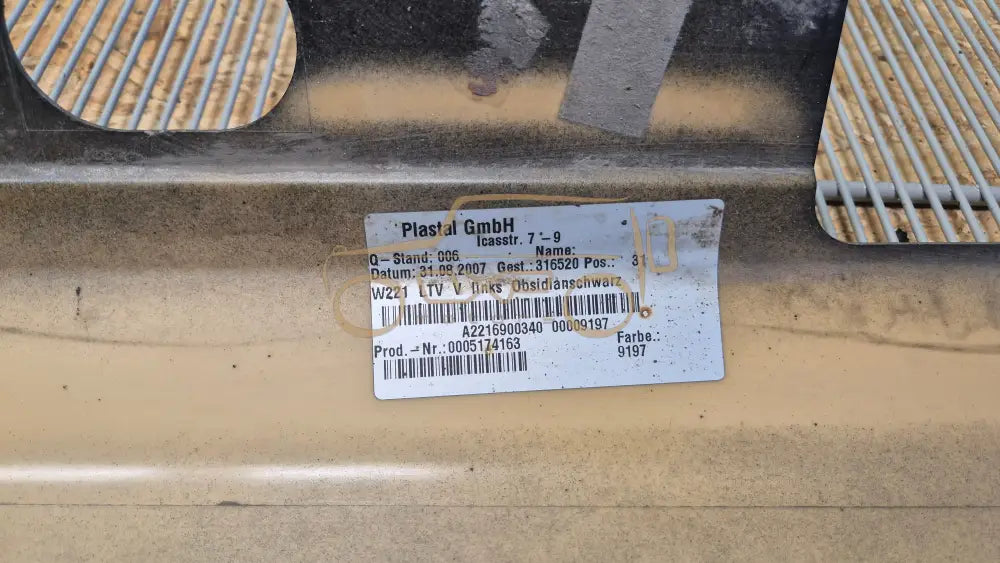 Plastal GmbH
Icasstr. 7-9
Q-Stand: 006 Name:
Datum: 31.08.2007 Gest.:316520 Pos.: 31
W221 LTV V links Obsidianschwarz
A2216900340 00009197
Prod.-Nr.:0005174163 Farbe.:
9197